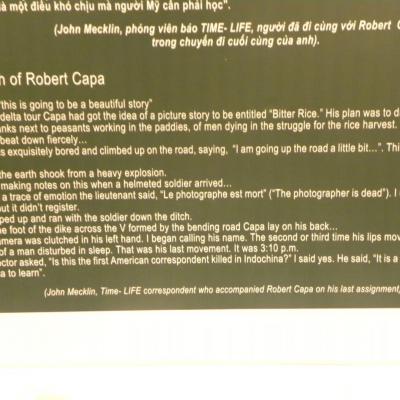 là một điều khó chịu mà người Mỹ cần phải học".
(John Mecklin, phóng viên báo TIME- LIFE, người đã đi cùng với Robert C
trong chuyến đi cuối cùng của anh).
h of Robert Capa
"this is going to be a beautiful story"
delta tour Capa had got the idea of a picture story to be entitled “Bitter Rice.” His plan was to d
nks next to peasants working in the paddies, of men dying in the struggle for the rice harvest.
beat down fiercely…
s exquisitely bored and climbed up on the road, saying, “I am going up the road a little bit…”. Thi
the earth shook from a heavy explosion.
making notes on this when a helmeted soldier arrived…
a trace of emotion the lieutenant said, “Le photographe est mort” (“The photographer is dead”). I
ut it didn’t register.
ped up and ran with the soldier down the ditch.
he foot of the dike across the V formed by the bending road Capa lay on his back…
amera was clutched in his left hand. I began calling his name. The second or third time his lips mov
of a man disturbed in sleep. That was his last movement. It was 3:10 p.m.
ctor asked, “Is this the first American correspondent killed in Indochina?” I said yes. He said, “It is a
a to learn”.
(John Mecklin, Time- LIFE correspondent who accompanied Robert Capa on his last assignment,